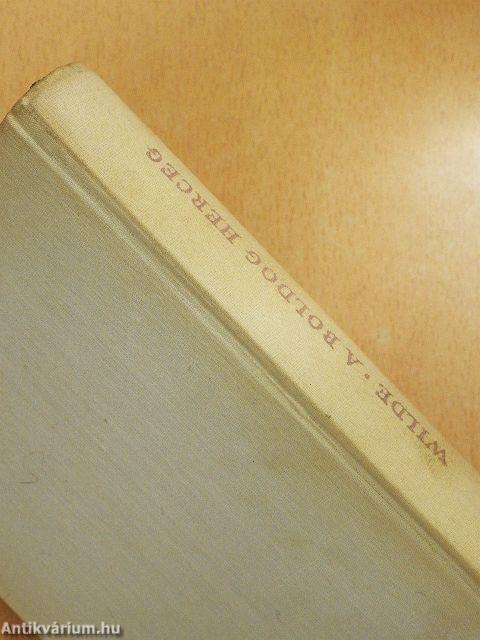 WILDE · A BOLDOG HERCEG
Antikvárium.hu